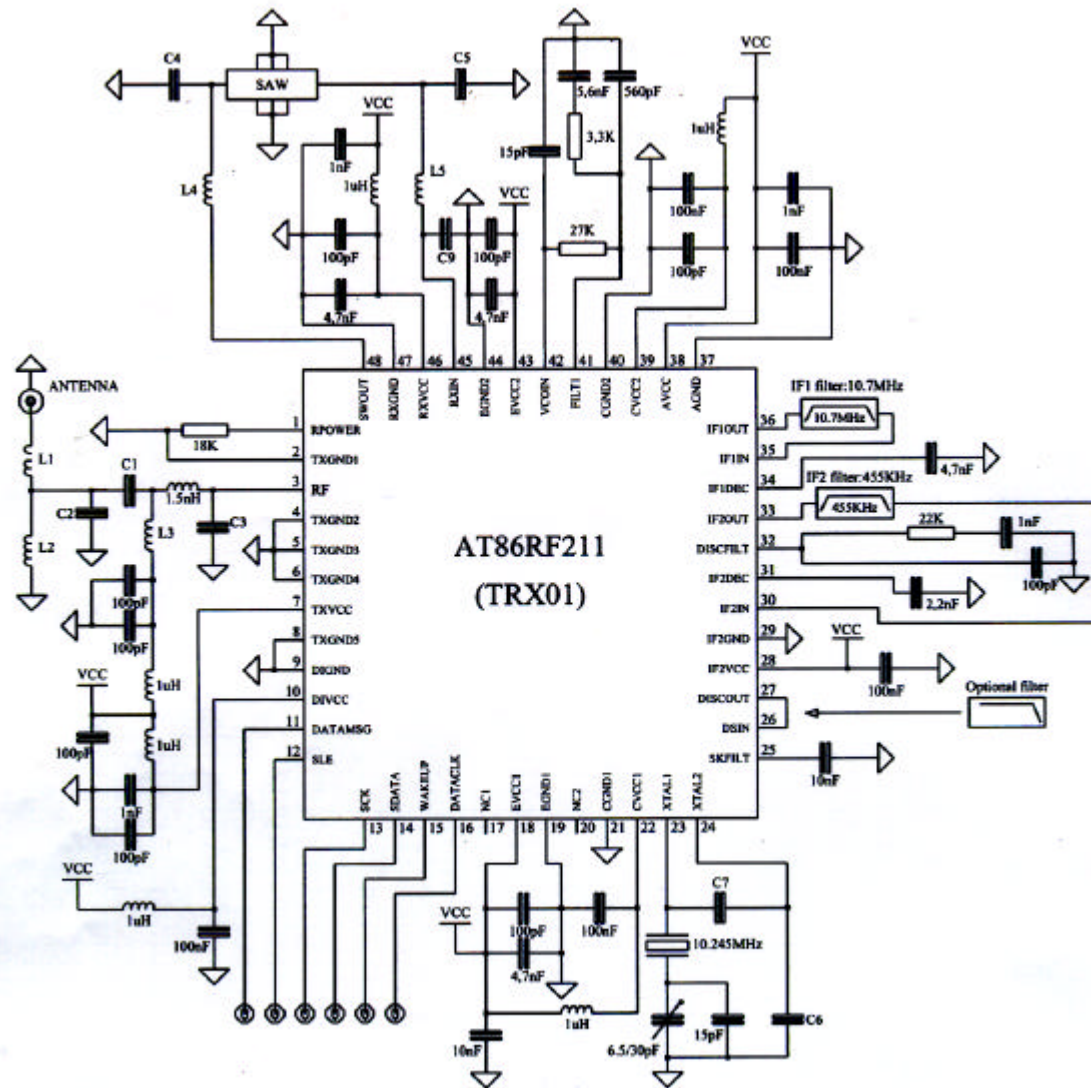 C4
SAW
C5
VCC
1nF
1uH
L4
L5
100pF
4,7nF
C9
VCC
100pF
4,7nF
5,6nF
560pF
3,3K
15pF
27K
VCC
1uH
100nF
100pF
1nF
100nF
48 47 46 45 44 43 42 41 40 39 38 37
SWOUT
RXGND
RXVCC
RXIN
EGND2
EVCC2
VCOIN
FILT1
CGND2
CVCC2
AVCC
AGND
ANTENNA
L1
C1
C2
L2
1.5nH
L3
C3
18K
100pF
100pF
VCC
1uH
100pF
1uH
1nF
100pF
VCC
1uH
100nF
1 RPOWER
2 TXGND1
3 RF
4 TXGND2
5 TXGND3
6 TXGND4
7 TXVCC
8 TXGND5
9 DIGND
10 DIVCC
11 DATAMSG
12 SLE
AT86RF211
(TRX01)
IF1OUT 36
IF1IN 35
IF1DEC 34
IF2OUT 33
DISCFILT 32
IF2DEC 31
IF2IN 30
IF2GND 29
IF2VCC 28
DISCOUT 27
DSIN 26
SKFILT 25
IF1 filter:10.7MHz
10.7MHz
4,7nF
IF2 filter:455KHz
455KHz
22K
1nF
100pF
2,2nF
VCC
100nF
Optional filter
10nF
SCK
SDATA
WAKEUP
DATACLK
NC1
EVCC1
EGND1
NC2
CGND1
CVCC1
XTAL1
XTAL2
13 14 15 16 17 18 19 20 21 22 23 24
VCC
100pF
100nF
4,7nF
1uH
10nF
C7
10.245MHz
6.5/30pF
15pF
C6